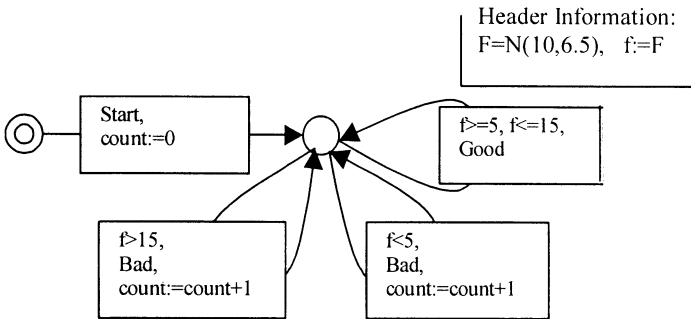 Header Information:
F=N(10,6.5), f:=F
Start,
count:=0
f>=5, f<=15,
Good
f>15,
Bad,
count:=count+1
f<5,
Bad,
count:=count+1